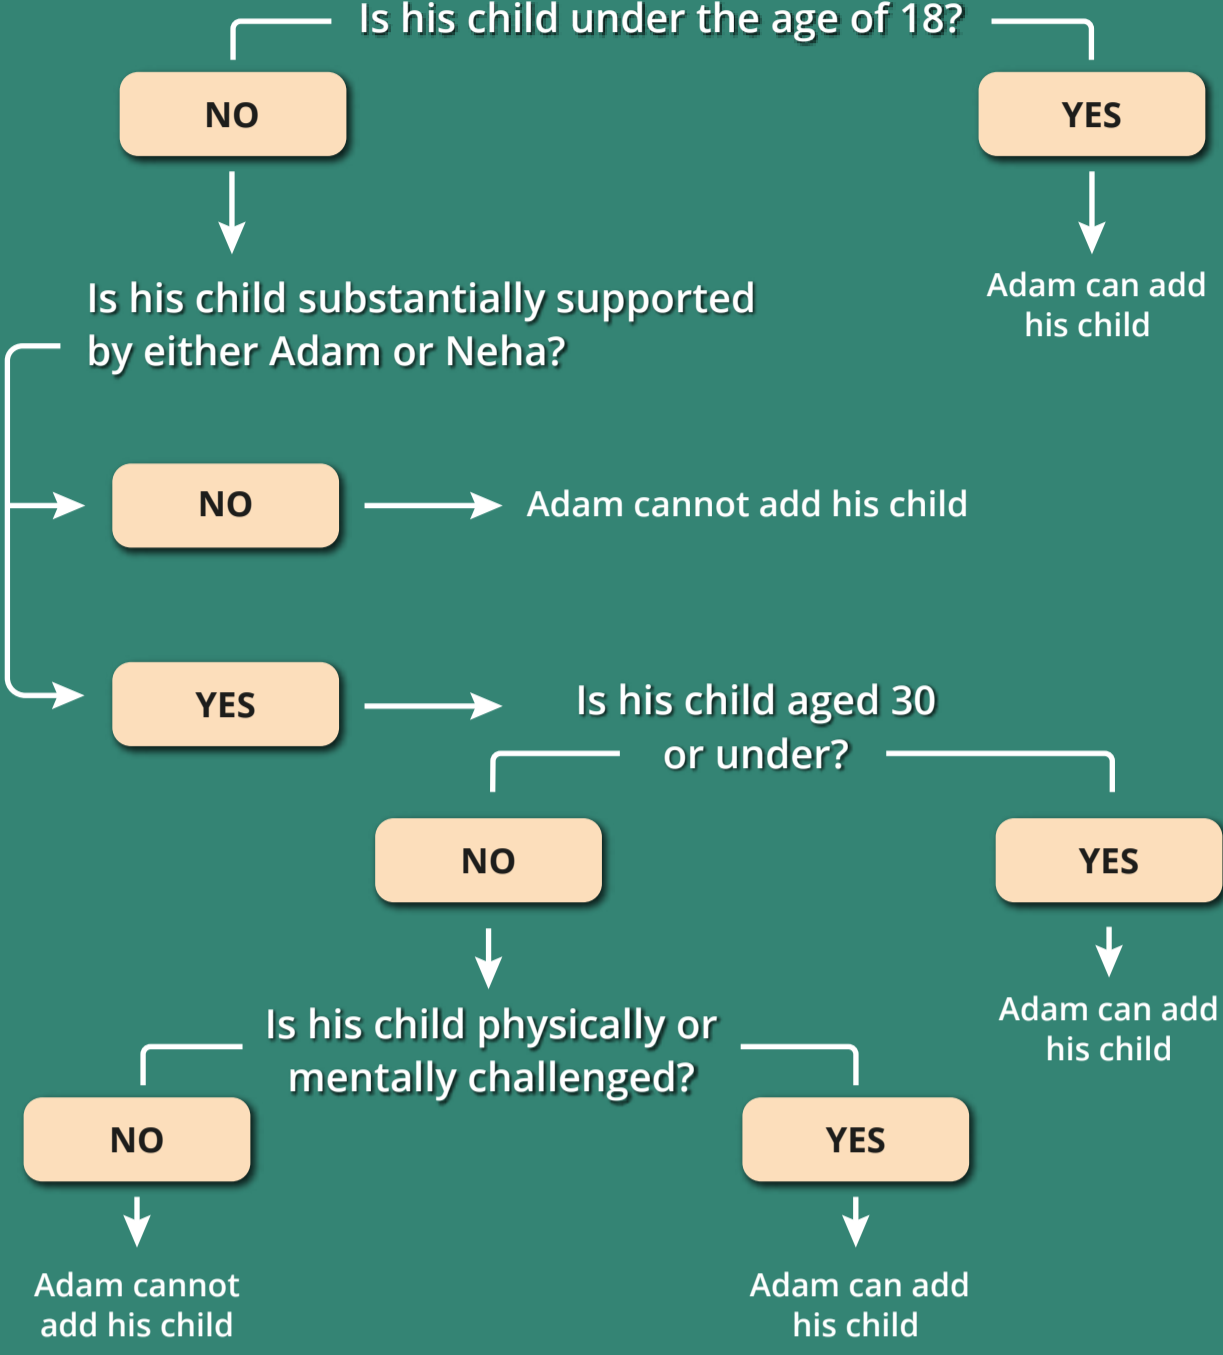 Is his child under the age of 18?
NO
YES
Adam can add
his child
Is his child substantially supported
by either Adam or Neha?
NO
Adam cannot add his child
YES
Is his child aged 30
or under?
NO
YES
Adam can add
his child
Is his child physically or
mentally challenged?
NO
YES
Adam cannot
add his child
Adam can add
his child